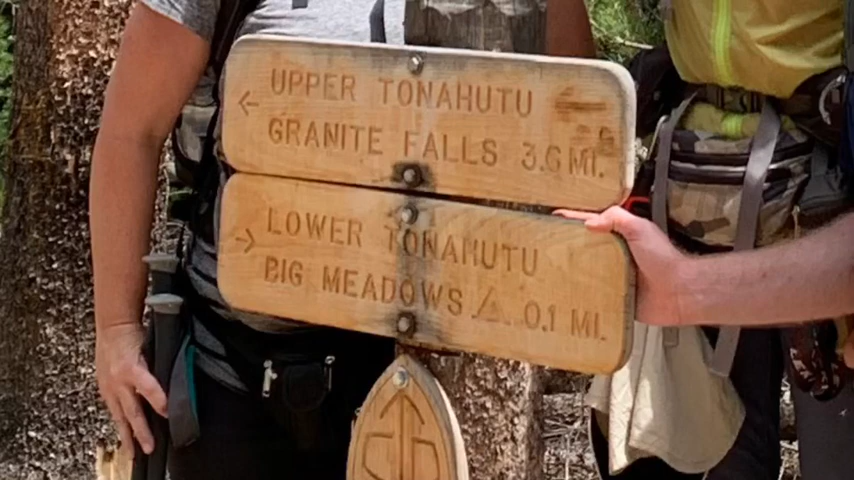 ← UPPER TONAHUTU
GRANITE FALLS 3.6 MI.
→ LOWER TONAHUTU
BIG MEADOWS 0.1 MI.